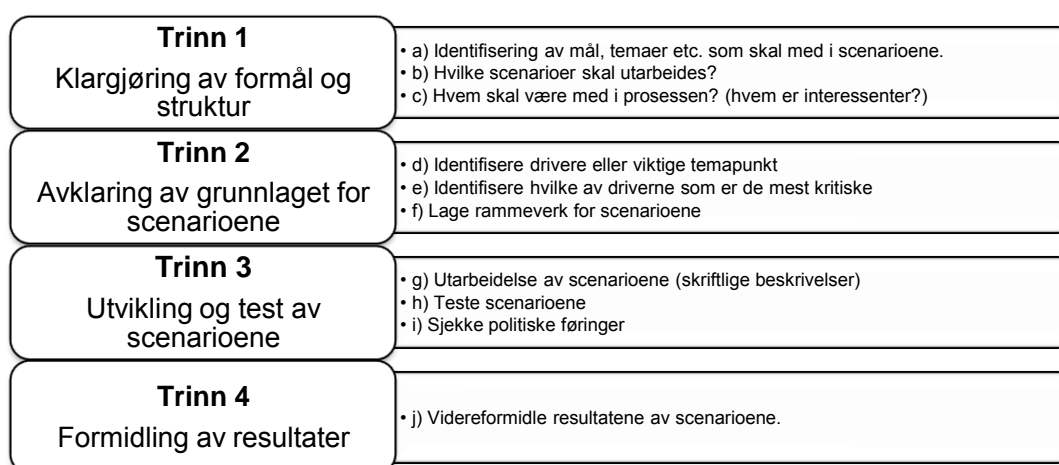 Trinn 1
Klargjøring av formål og
struktur
• a) Identifisering av mål, temaer etc. som skal med i scenarioene.
• b) Hvilke scenarioer skal utarbeides?
• c) Hvem skal være med i prosessen? (hvem er interessenter?)
Trinn 2
Avklaring av grunnlaget for
scenarioene
• d) Identifisere drivere eller viktige temapunkt
• e) Identifisere hvilke av driverne som er de mest kritiske
• f) Lage rammeverk for scenarioene
Trinn 3
Utvikling og test av
scenarioene
• g) Utarbeidelse av scenarioene (skriftlige beskrivelser)
• h) Teste scenarioene
• i) Sjekke politiske føringer
Trinn 4
Formidling av resultater
• j) Videreformidle resultatene av scenarioene.